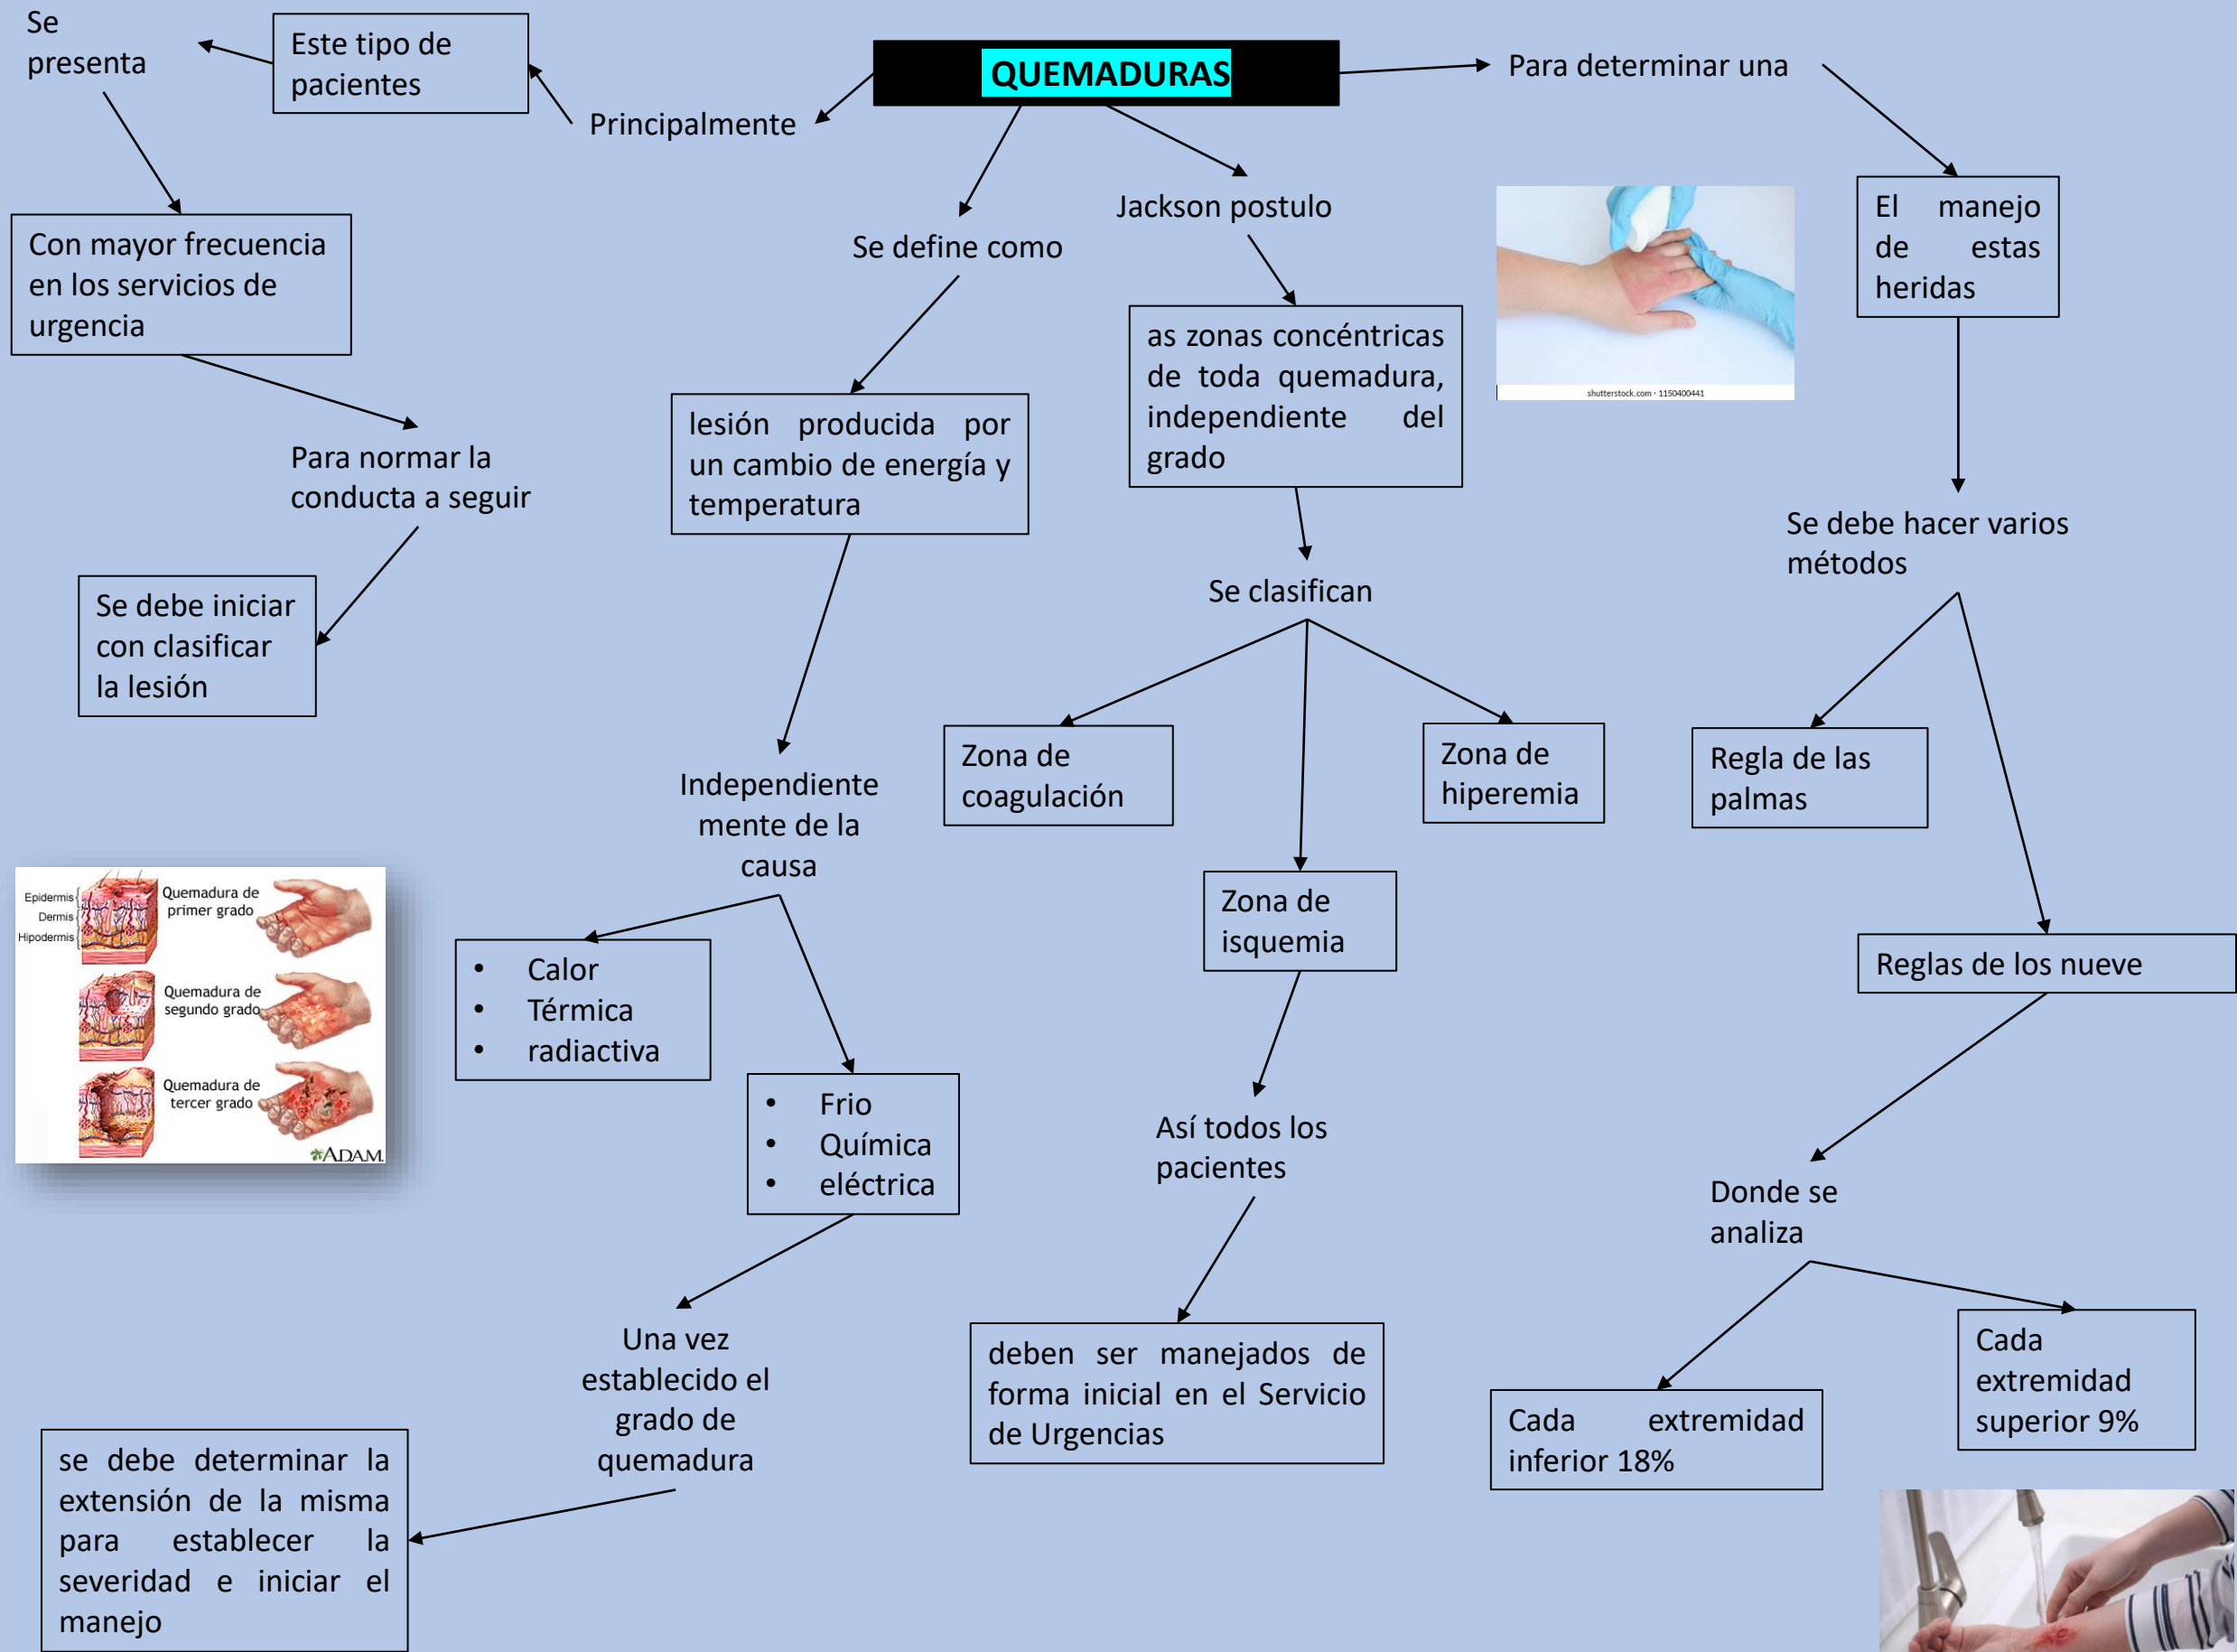 QUEMADURAS
Se
presenta
Este tipo de
pacientes
Principalmente
Para determinar una
Con mayor frecuencia
en los servicios de
urgencia
Para normar la
conducta a seguir
Se debe iniciar
con clasificar
la lesión
Se define como
lesión producida por
un cambio de energía y
temperatura
Independiente
mente de la
causa
• Calor
• Térmica
• radiactiva
• Frio
• Química
• eléctrica
Una vez
establecido el
grado de
quemadura
se debe determinar la
extensión de la misma
para establecer la
severidad e iniciar el
manejo
Jackson postulo
as zonas concéntricas
de toda quemadura,
independiente del
grado
Se clasifican
Zona de
coagulación
Zona de
isquemia
Zona de
hiperemia
Así todos los
pacientes
deben ser manejados de
forma inicial en el Servicio
de Urgencias
El manejo
de estas
heridas
Se debe hacer varios
métodos
Regla de las
palmas
Reglas de los nueve
Donde se
analiza
Cada extremidad
inferior 18%
Cada
extremidad
superior 9%
shutterstock.com · 1150400441
Epidermis
Dermis
Hipodermis
Quemadura de
primer grado
Quemadura de
segundo grado
Quemadura de
tercer grado
ADAM.